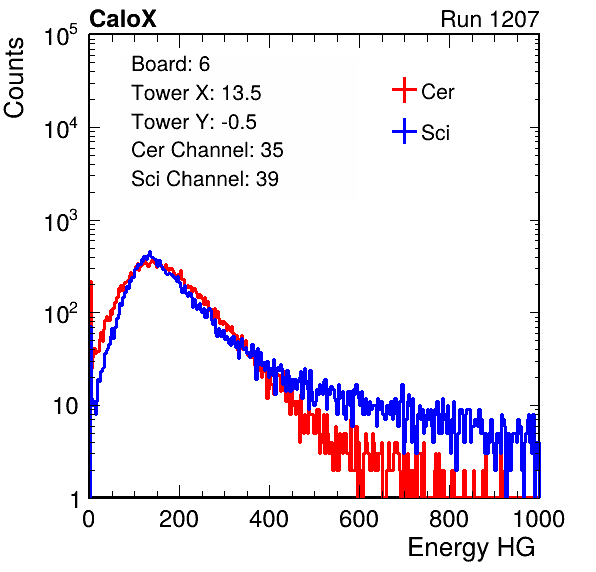 CaloX Run 1207
Counts
Board: 6
Tower X: 13.5
Tower Y: -0.5
Cer Channel: 35
Sci Channel: 39
Cer
Sci
10^5
10^4
10^3
10^2
10
1
0 200 400 600 800 1000
Energy HG